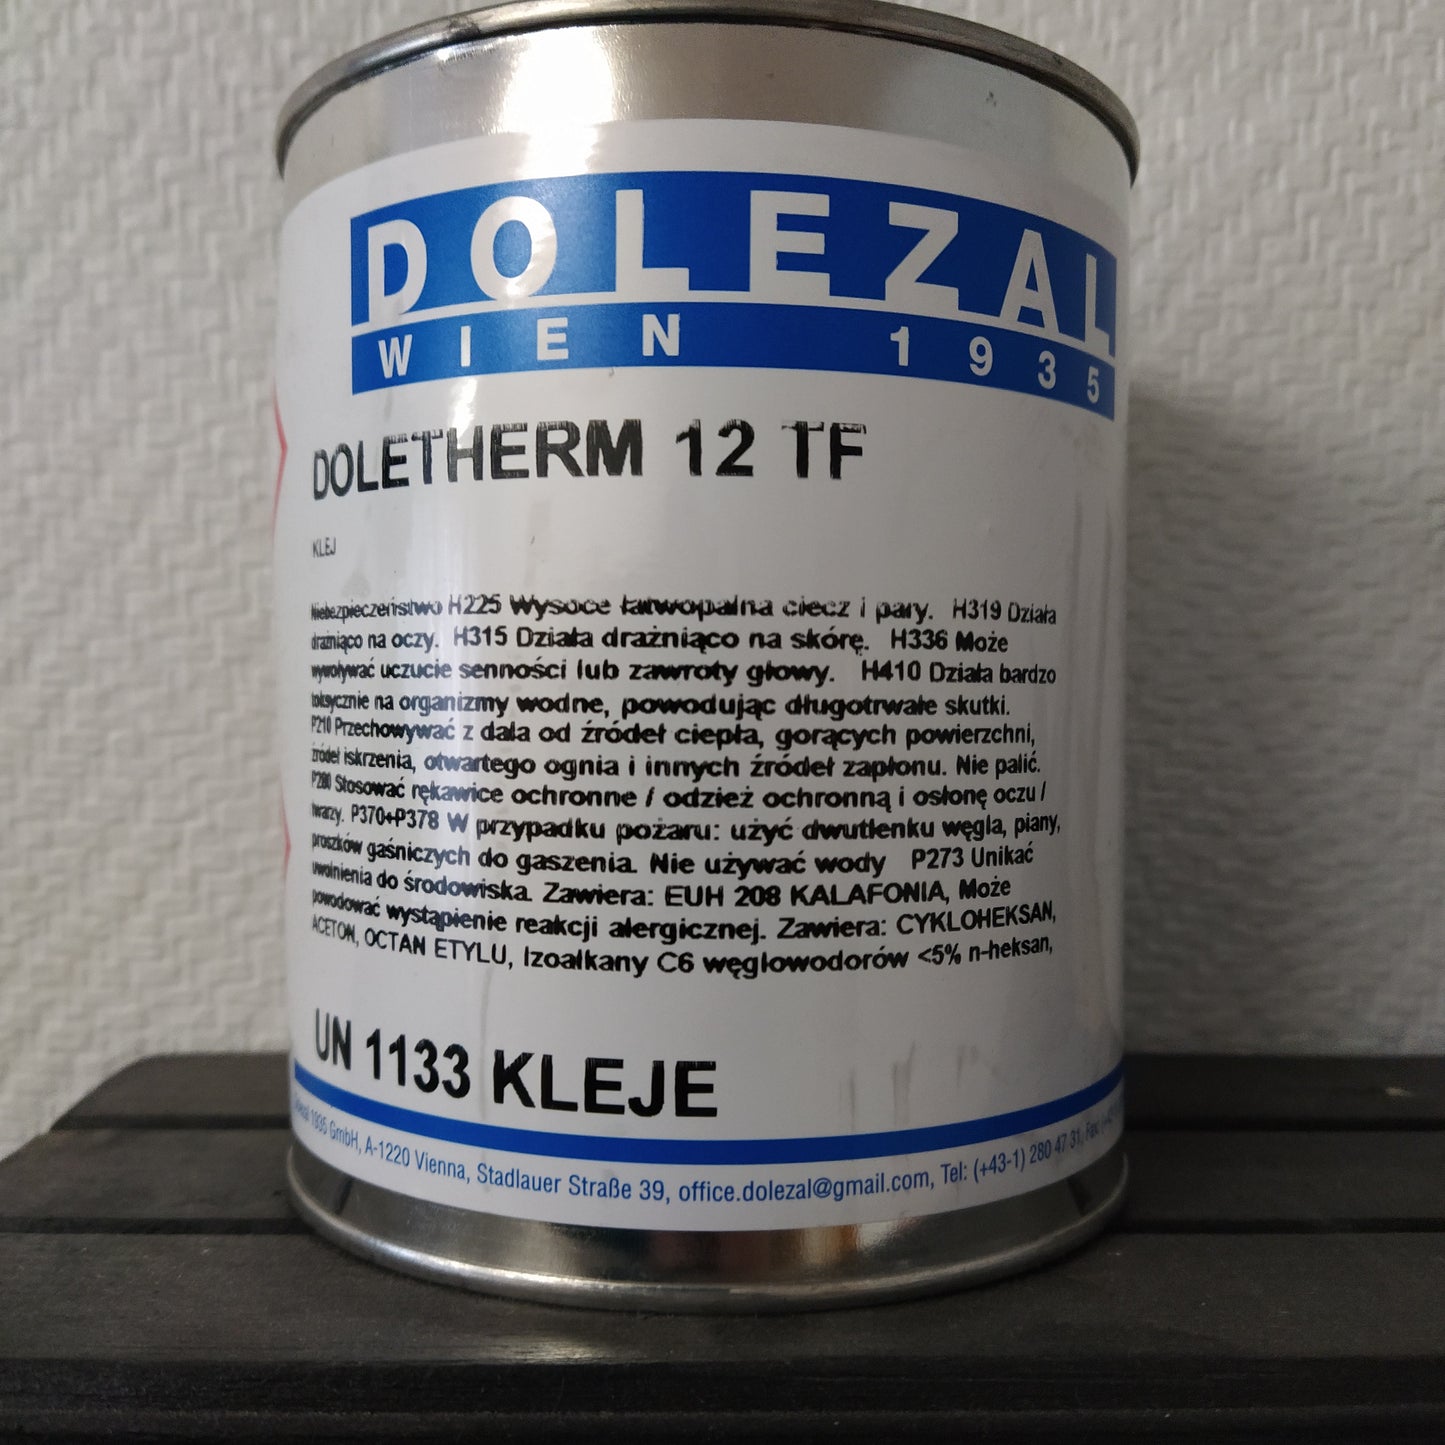 DOLEZAL
WIEN 1935
DOLETHERM 12 TF
KLEJ
Niebezpieczeństwo H225 Wysoce łatwopalna ciecz i pary. H319 Działa
drażniąco na oczy. H315 Działa drażniąco na skórę. H336 Może
wywoływać uczucie senności lub zawroty głowy. H410 Działa bardzo
toksycznie na organizmy wodne, powodując długotrwałe skutki.
P210 Przechowywać z dala od źródeł ciepła, gorących powierzchni,
źródeł iskrzenia, otwartego ognia i innych źródeł zapłonu. Nie palić.
P280 Stosować rękawice ochronne / odzież ochronną i osłonę oczu /
twarzy. P370+P378 W przypadku pożaru: użyć dwutlenku węgla, piany,
proszków gaśniczych do gaszenia. Nie używać wody P273 Unikać
uwolnienia do środowiska. Zawiera: EUH 208 KALAFONIA, Może
powodować wystąpienie reakcji alergicznej. Zawiera: CYKLOHEKSAN,
ACETON, OCTAN ETYLU, Izoalkany C6 węglowodorów <5% n-heksan,
UN 1133 KLEJE
Dolezal 1935 GmbH, A-1220 Vienna, Stadlauer Straße 39, office.dolezal@gmail.com, Tel: (+43-1) 280 47 31, Fax: